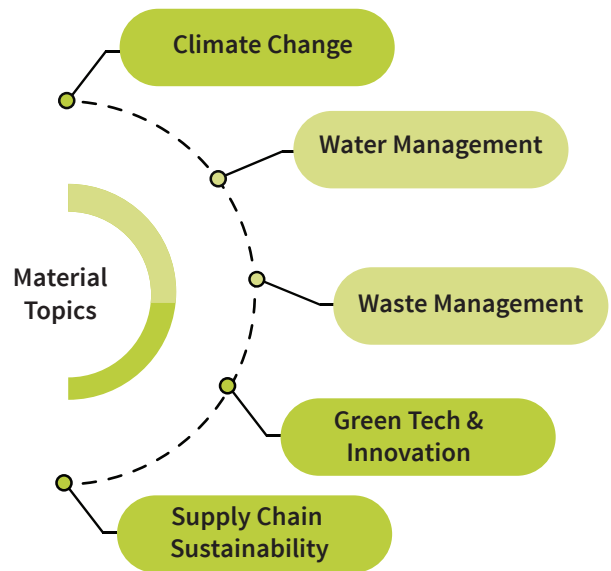 Climate Change
Water Management
Material
Topics
Waste Management
Green Tech &
Innovation
Supply Chain
Sustainability